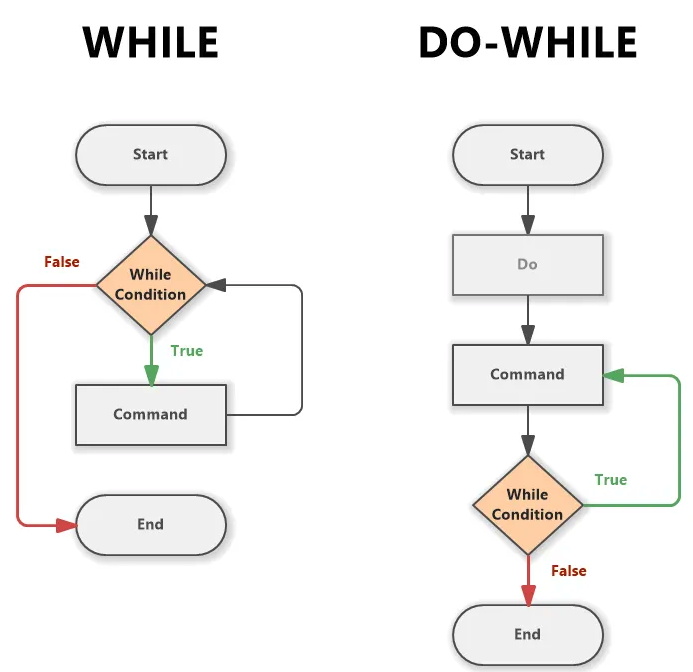 WHILE
Start
False
While
Condition
True
Command
End
DO-WHILE
Start
Do
Command
True
While
Condition
False
End